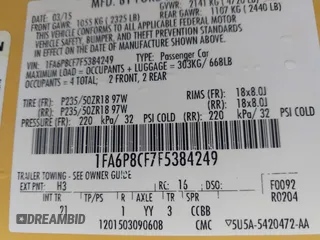 MFD. BY FORD
DATE: 03/15 GVWR: 2141 KG ( 4720 LB)
FRONT GAWR: 1055 KG ( 2325 LB) REAR GAWR: 1107 KG ( 2440 LB)
THIS VEHICLE CONFORMS TO ALL APPLICABLE FEDERAL MOTOR
VEHICLE SAFETY, BUMPER, AND THEFT PREVENTION STANDARDS IN
EFFECT ON THE DATE OF MANUFACTURE SHOWN ABOVE.
VIN: 1FA6P8CF7F5384249 TYPE: Passenger Car
MAXIMUM LOAD = OCCUPANTS + LUGGAGE = 303KG/ 668LB
OCCUPANTS = 4 TOTAL: 2 FRONT, 2 REAR
TIRE (FR): P235/50ZR18 97W RIMS (FR): 18x8.0J
TIRE (RR): P235/50ZR18 97W (RR): 18x8.0J
PRESSURE (FR): 220 kPa/ 32 PSI COLD (RR): 220 kPa/ 32 PSI COLD
1FA6P8CF7F5384249
TRAILER TOWING - SEE OWNER GUIDE
EXT PNT: H3 RC: 16 DSO: F0092
INT TR TP/PS R AXLE TR SPR R0204
21 1 YY 3 CCBB
1201503090608 CMC 5U5A-5420472-AA
DREAMBID